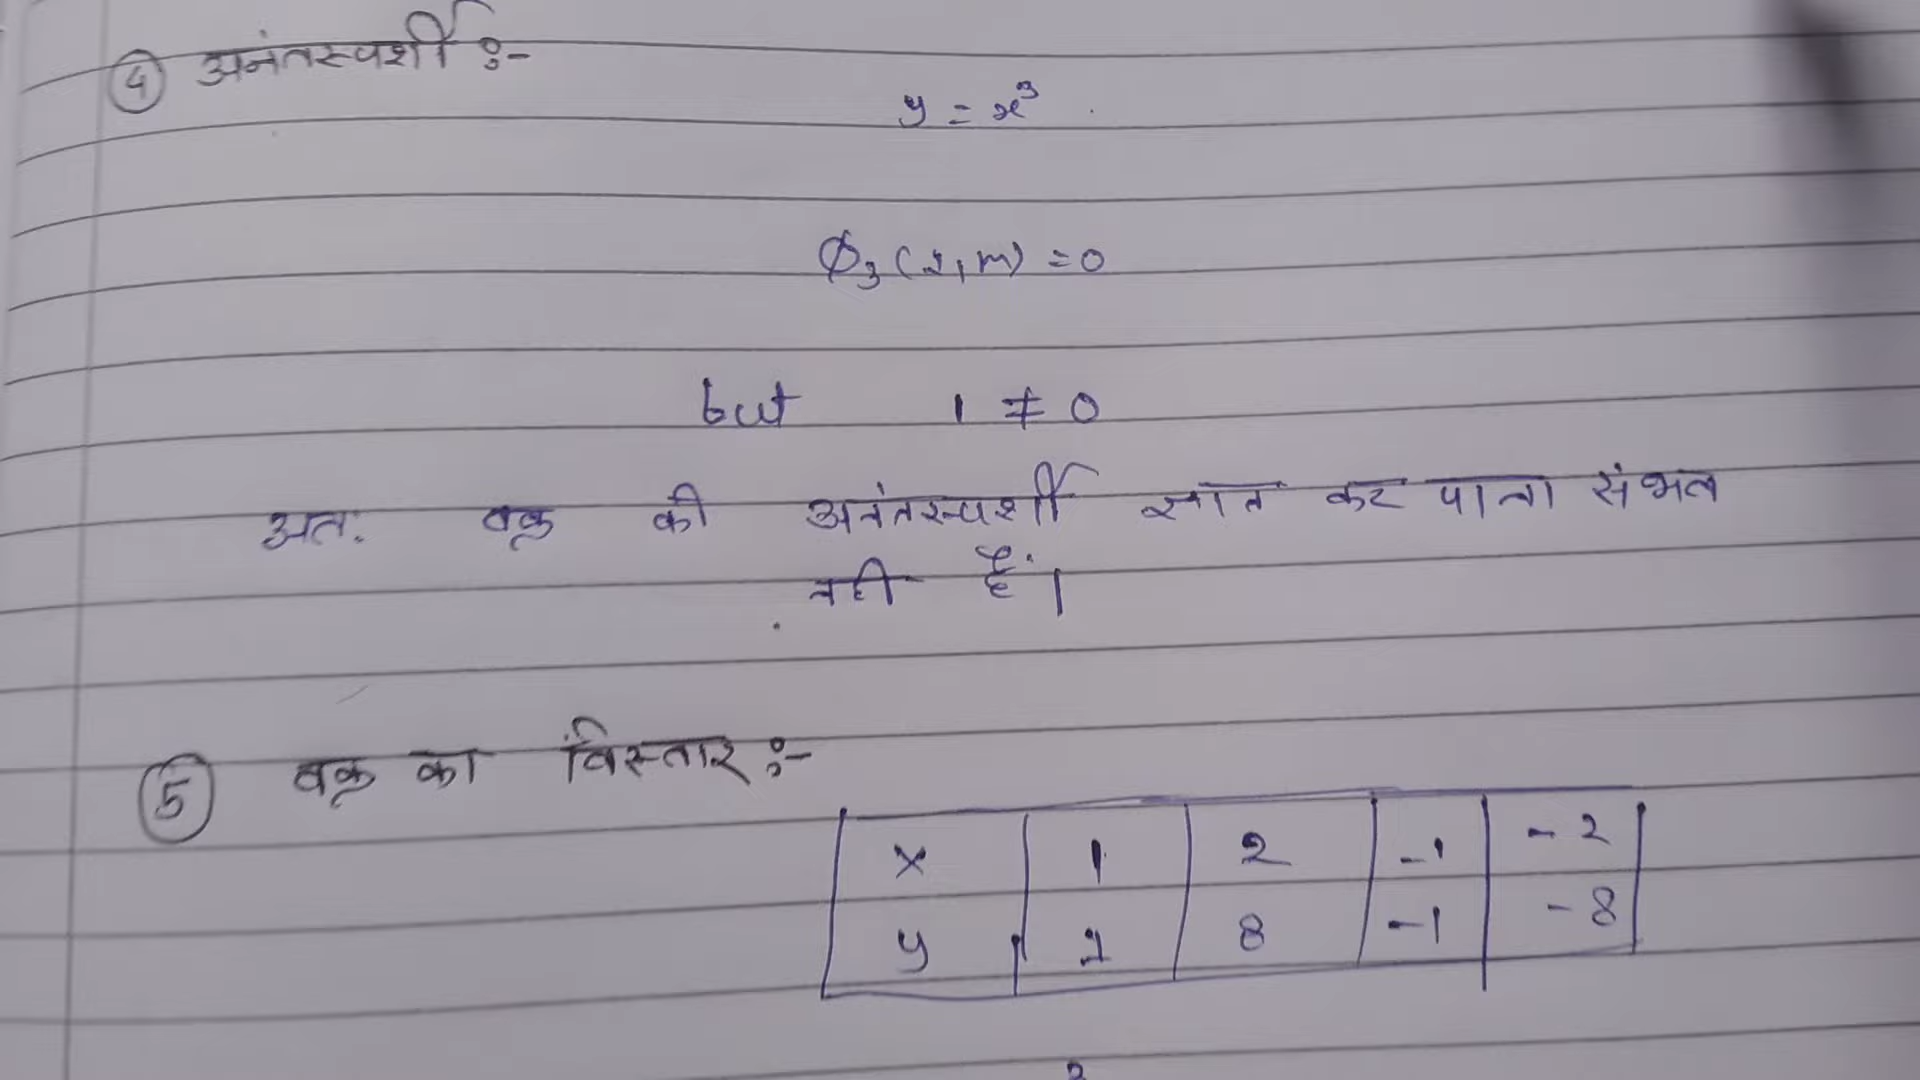 ④ अनंतस्पर्शी :-
y = x³
Ø₃ (1, m) = 0
but 1 ≠ 0
अतः वक्र की अनंतस्पर्शी ज्ञात कर पाना संभव
नही हैं।
⑤ वक्र का विस्तार :-
x 1 2 -1 -2
y 1 8 -1 -8